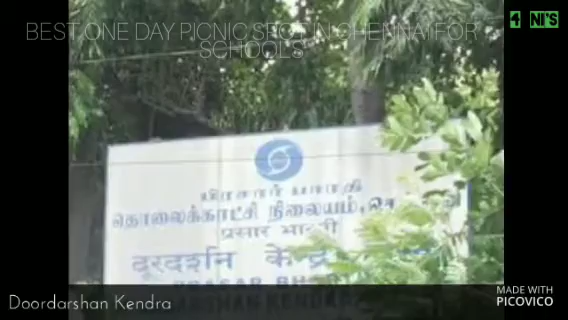 BEST ONE DAY PICNIC SPOT IN CHENNAI FOR
SCHOOLS
4 NI'S
பிரசார் பாரதி
தொலைக்காட்சி நிலையம்,
प्रसार भारती
दूरदर्शन केन्द्र
PRASAR
Doordarshan Kendra
MADE WITH
PICOVICO